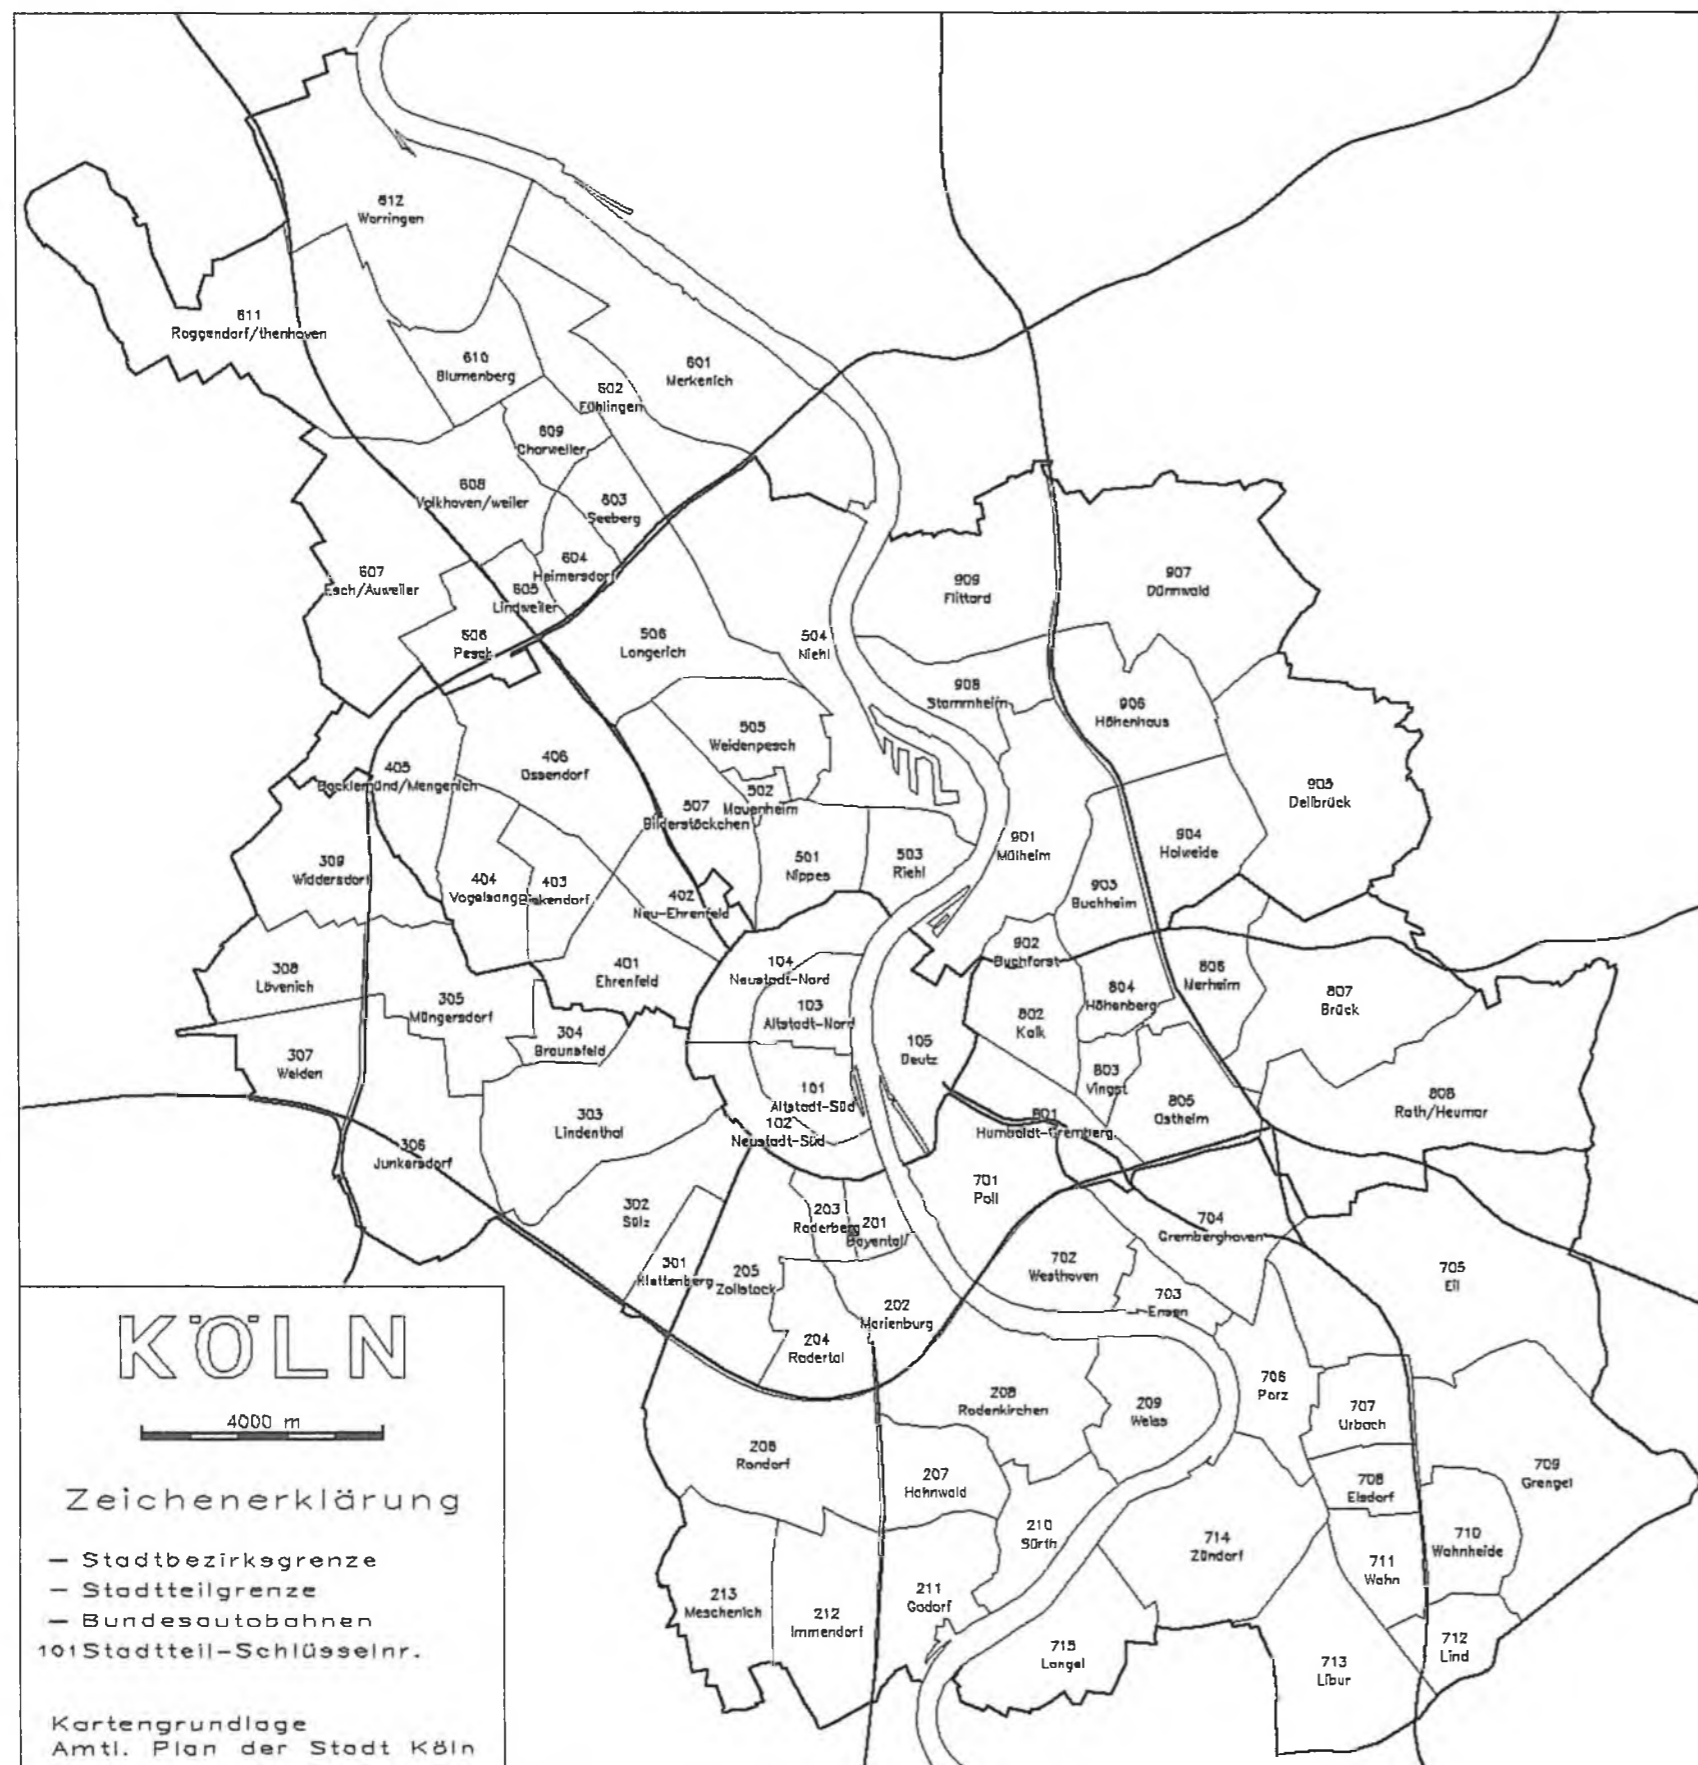 612
Worringen
611
Roggendorf/thenhoven
610
Blumenberg
601
Merkenich
602
Fühlingen
609
Chorweiler
608
Volkhoven/weiler
603
Seeberg
604
Heimersdorf
605
Lindweiler
607
Esch/Auweiler
606
Pesch
506
Longerich
504
Niehl
909
Flittard
907
Dünnwald
908
Stammheim
906
Höhenhaus
505
Weidenpesch
406
Ossendorf
405
Bocklemünd/Mengenich
502
Mauenheim
507
Bilderstöckchen
905
Dellbrück
904
Holweide
901
Mülheim
501
Nippes
503
Riehl
309
Widdersdorf
404
Vogelsang
403
Bickendorf
402
Neu-Ehrenfeld
903
Buchheim
902
Buchforst
104
Neustadt-Nord
401
Ehrenfeld
308
Lövenich
305
Müngersdorf
103
Altstadt-Nord
804
Höhenberg
806
Merheim
807
Brück
802
Kalk
304
Braunsfeld
105
Deutz
307
Weiden
803
Vingst
101
Altstadt-Süd
805
Ostheim
808
Rath/Heumar
303
Lindenthal
102
Neustadt-Süd
801
Humboldt-Gremberg
306
Junkersdorf
701
Poll
302
Sülz
203
Raderberg
201
Bayental
704
Gremberghoven
301
Klettenberg
205
Zollstock
702
Westhoven
705
Eil
703
Ensen
202
Marienburg
204
Radertal
706
Porz
208
Rodenkirchen
209
Weiss
707
Urbach
206
Rondorf
207
Hahnwald
708
Elsdorf
709
Grengel
210
Sürth
714
Zündorf
710
Wahnheide
711
Wahn
213
Meschenich
212
Immendorf
211
Godorf
715
Langel
713
Libur
712
Lind
KÖLN
4000 m
Zeichenerklärung
— Stadtbezirksgrenze
— Stadtteilgrenze
— Bundesautobahnen
101 Stadtteil-Schlüsselnr.
Kartengrundlage
Amtl. Plan der Stadt Köln